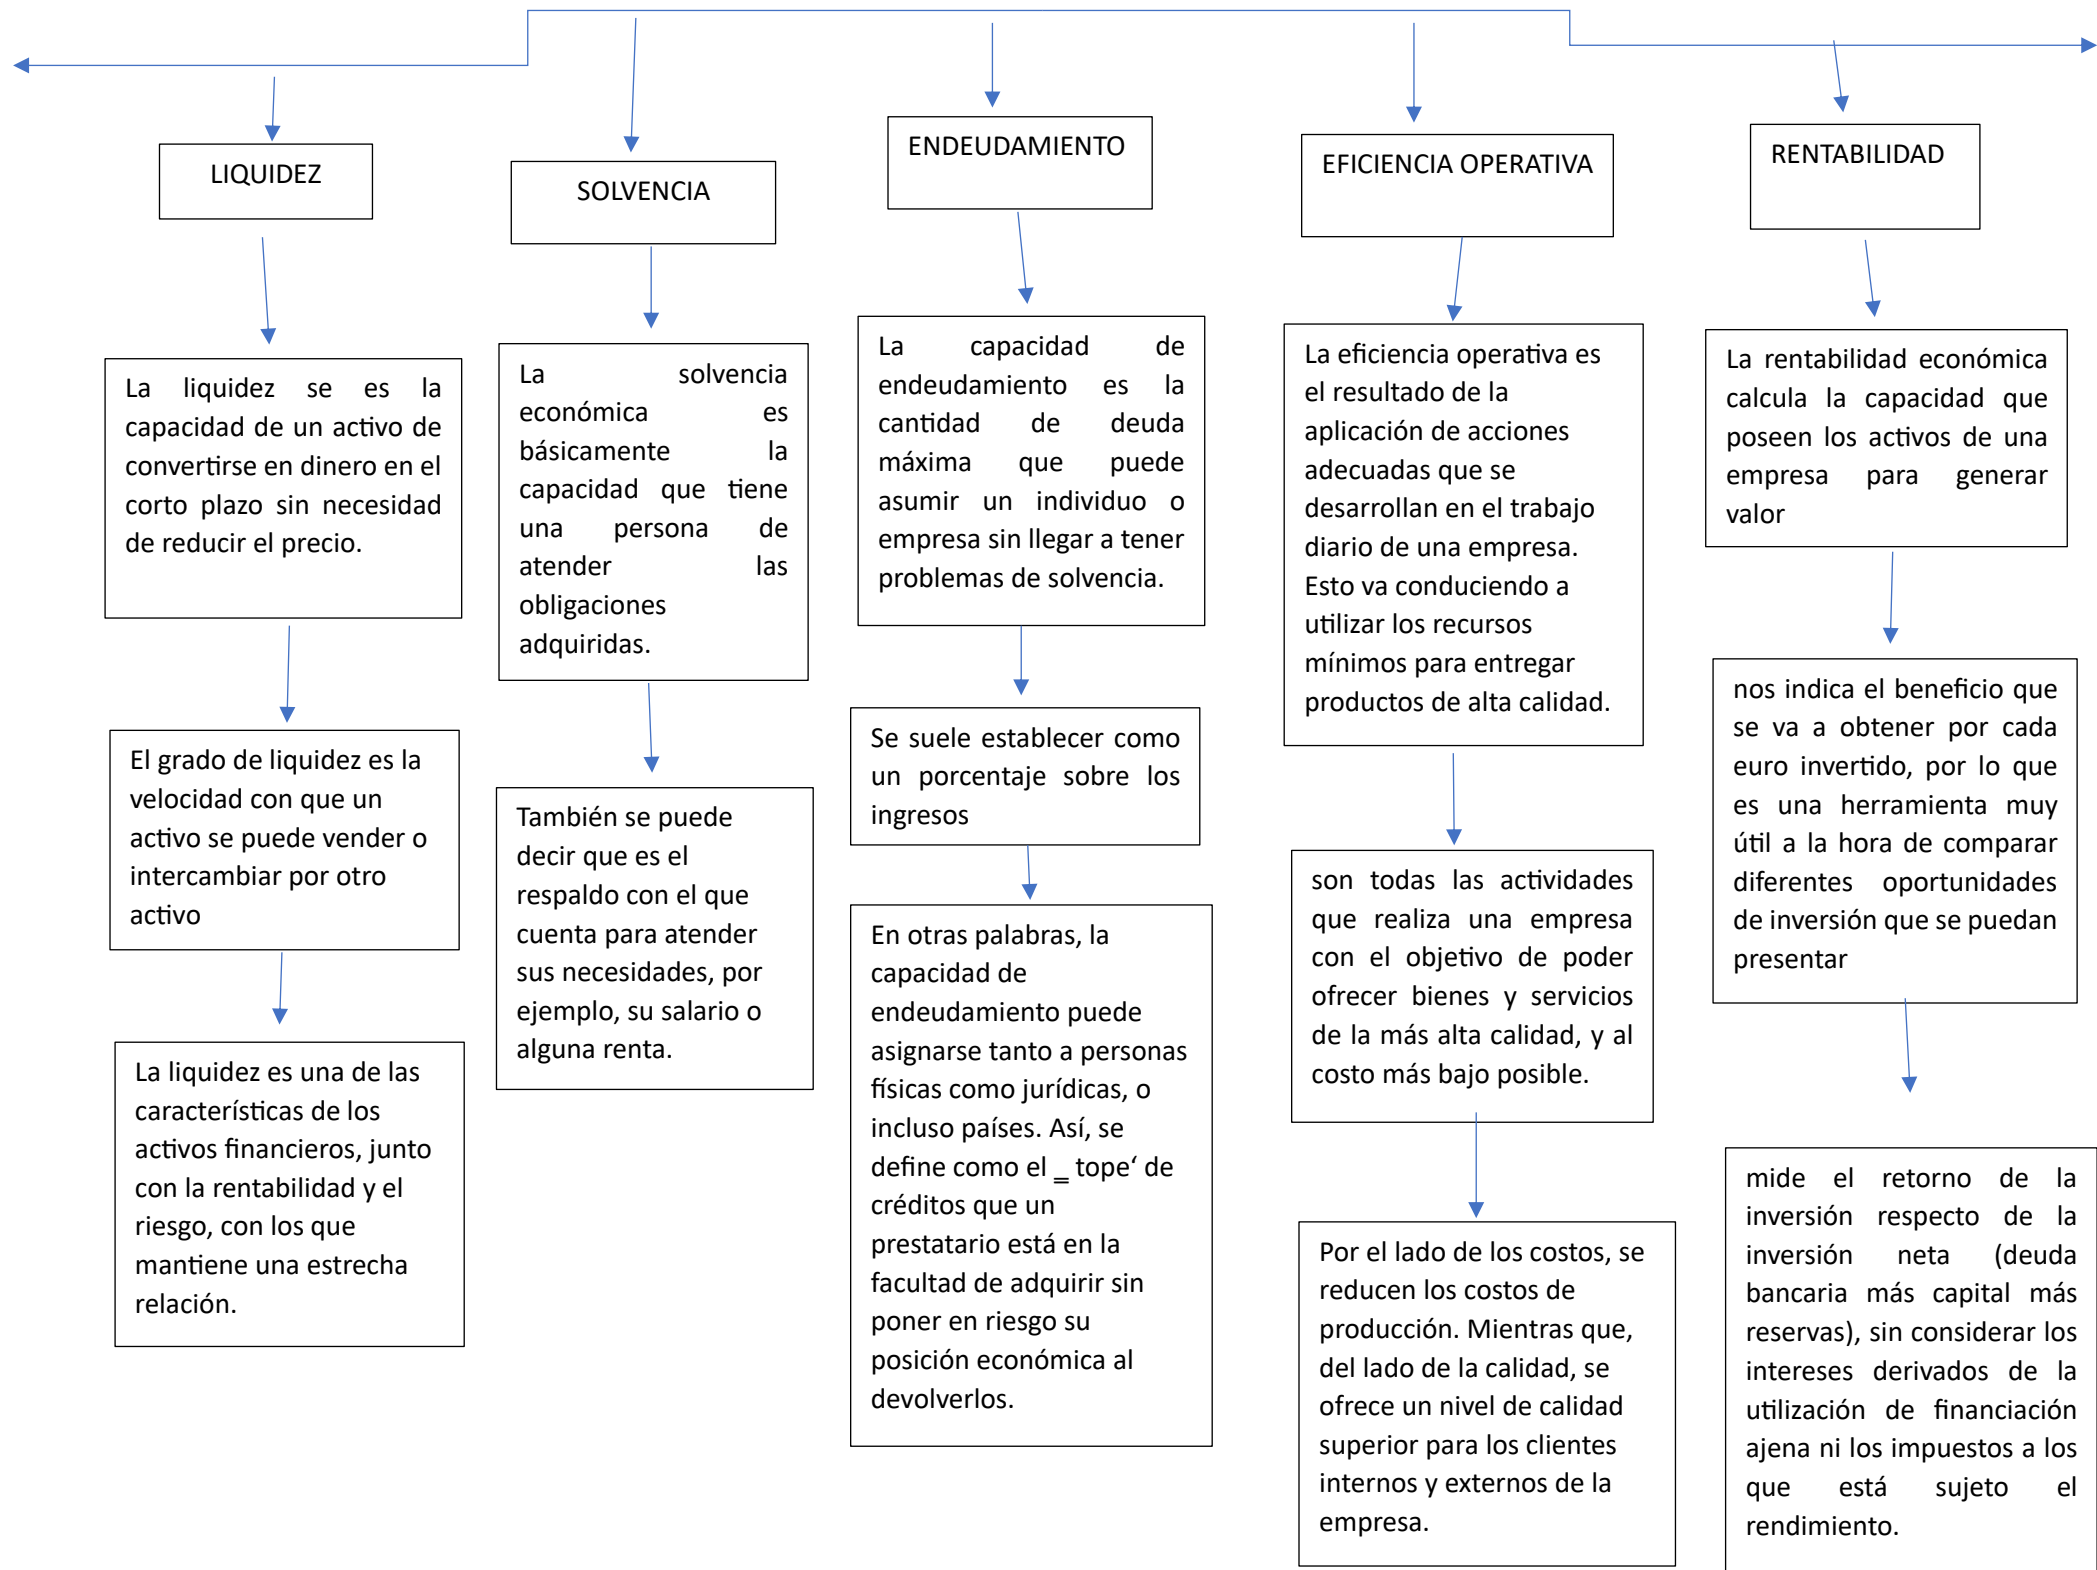 LIQUIDEZ
La liquidez se es la
capacidad de un activo de
convertirse en dinero en el
corto plazo sin necesidad
de reducir el precio.
El grado de liquidez es la
velocidad con que un
activo se puede vender o
intercambiar por otro
activo
La liquidez es una de las
características de los
activos financieros, junto
con la rentabilidad y el
riesgo, con los que
mantiene una estrecha
relación.
SOLVENCIA
La solvencia
económica es
básicamente la
capacidad que tiene
una persona de
atender las
obligaciones
adquiridas.
También se puede
decir que es el
respaldo con el que
cuenta para atender
sus necesidades, por
ejemplo, su salario o
alguna renta.
ENDEUDAMIENTO
La capacidad de
endeudamiento es la
cantidad de deuda
máxima que puede
asumir un individuo o
empresa sin llegar a tener
problemas de solvencia.
Se suele establecer como
un porcentaje sobre los
ingresos
En otras palabras, la
capacidad de
endeudamiento puede
asignarse tanto a personas
físicas como jurídicas, o
incluso países. Así, se
define como el ‗ tope‘ de
créditos que un
prestatario está en la
facultad de adquirir sin
poner en riesgo su
posición económica al
devolverlos.
EFICIENCIA OPERATIVA
La eficiencia operativa es
el resultado de la
aplicación de acciones
adecuadas que se
desarrollan en el trabajo
diario de una empresa.
Esto va conduciendo a
utilizar los recursos
mínimos para entregar
productos de alta calidad.
son todas las actividades
que realiza una empresa
con el objetivo de poder
ofrecer bienes y servicios
de la más alta calidad, y al
costo más bajo posible.
Por el lado de los costos, se
reducen los costos de
producción. Mientras que,
del lado de la calidad, se
ofrece un nivel de calidad
superior para los clientes
internos y externos de la
empresa.
RENTABILIDAD
La rentabilidad económica
calcula la capacidad que
poseen los activos de una
empresa para generar
valor
nos indica el beneficio que
se va a obtener por cada
euro invertido, por lo que
es una herramienta muy
útil a la hora de comparar
diferentes oportunidades
de inversión que se puedan
presentar
mide el retorno de la
inversión respecto de la
inversión neta (deuda
bancaria más capital más
reservas), sin considerar los
intereses derivados de la
utilización de financiación
ajena ni los impuestos a los
que está sujeto el
rendimiento.